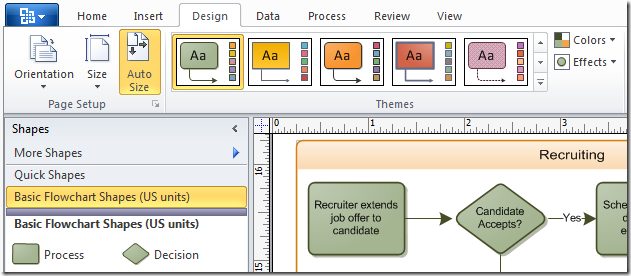 Home Insert Design Data Process Review View
Orientation
Size
Auto
Size
Page Setup
Aa Aa Aa Aa Aa
Themes
Colors
Effects
Shapes
More Shapes
Quick Shapes
Basic Flowchart Shapes (US units)
Basic Flowchart Shapes (US units)
Process
Decision
0 1 2 3
16
15
Recruiting
Recruiter extends
job offer to
candidate
Candidate
Accepts?
Yes